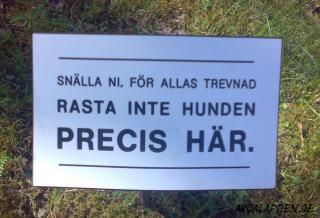 SNÄLLA NI, FÖR ALLAS TREVNAD
RASTA INTE HUNDEN
PRECIS HÄR.
ARGALAPPEN.SE